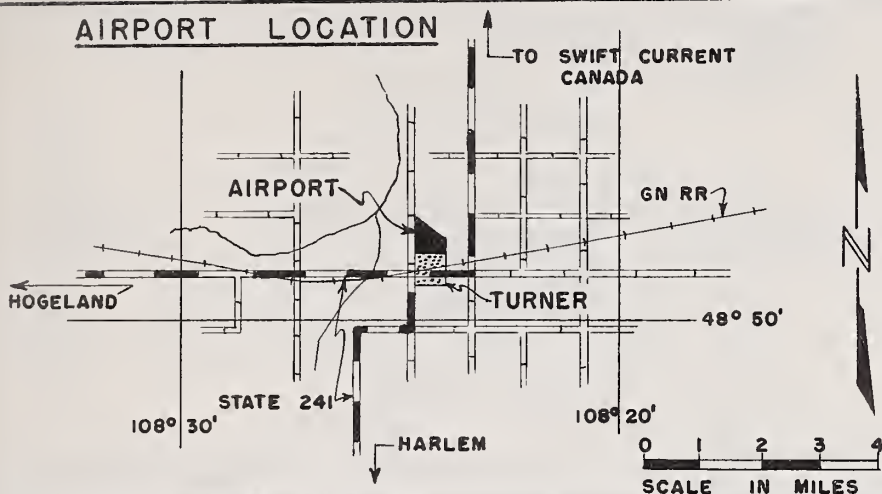 AIRPORT LOCATION
TO SWIFT CURRENT
CANADA
AIRPORT
GN RR
N
HOGELAND
TURNER
48° 50'
STATE 241
108° 30'
108° 20'
HARLEM
0 1 2 3 4
SCALE IN MILES